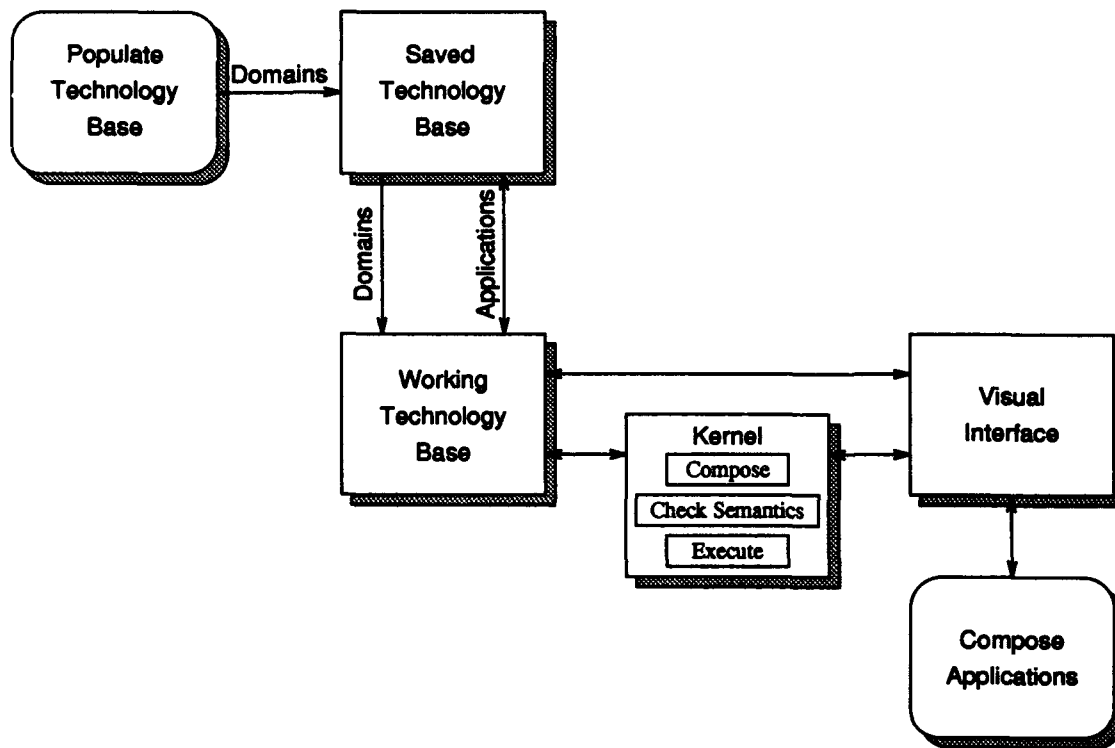 Populate
Technology
Base
Domains
Saved
Technology
Base
Domains
Applications
Working
Technology
Base
Kernel
Compose
Check Semantics
Execute
Visual
Interface
Compose
Applications